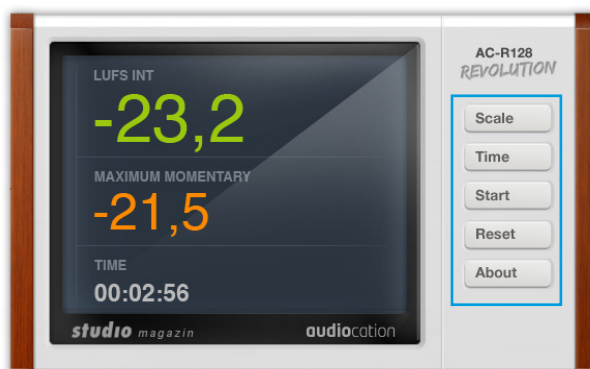 LUFS INT
-23,2
MAXIMUM MOMENTARY
-21,5
TIME
00:02:56
studio magazin
audiocation
AC-R128
REVOLUTION
Scale
Time
Start
Reset
About